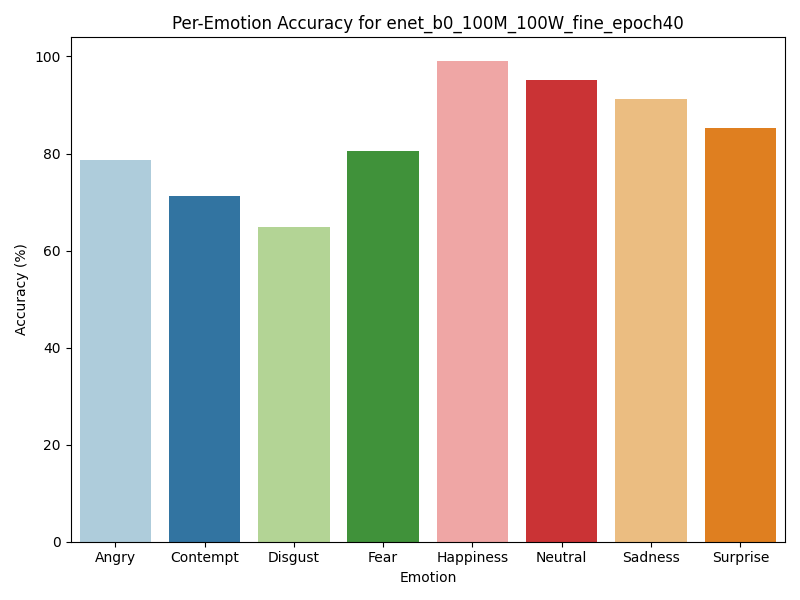 Per-Emotion Accuracy for enet_b0_100M_100W_fine_epoch40
100
80
60
40
20
0
Accuracy (%)
Angry Contempt Disgust Fear Happiness Neutral Sadness Surprise
Emotion